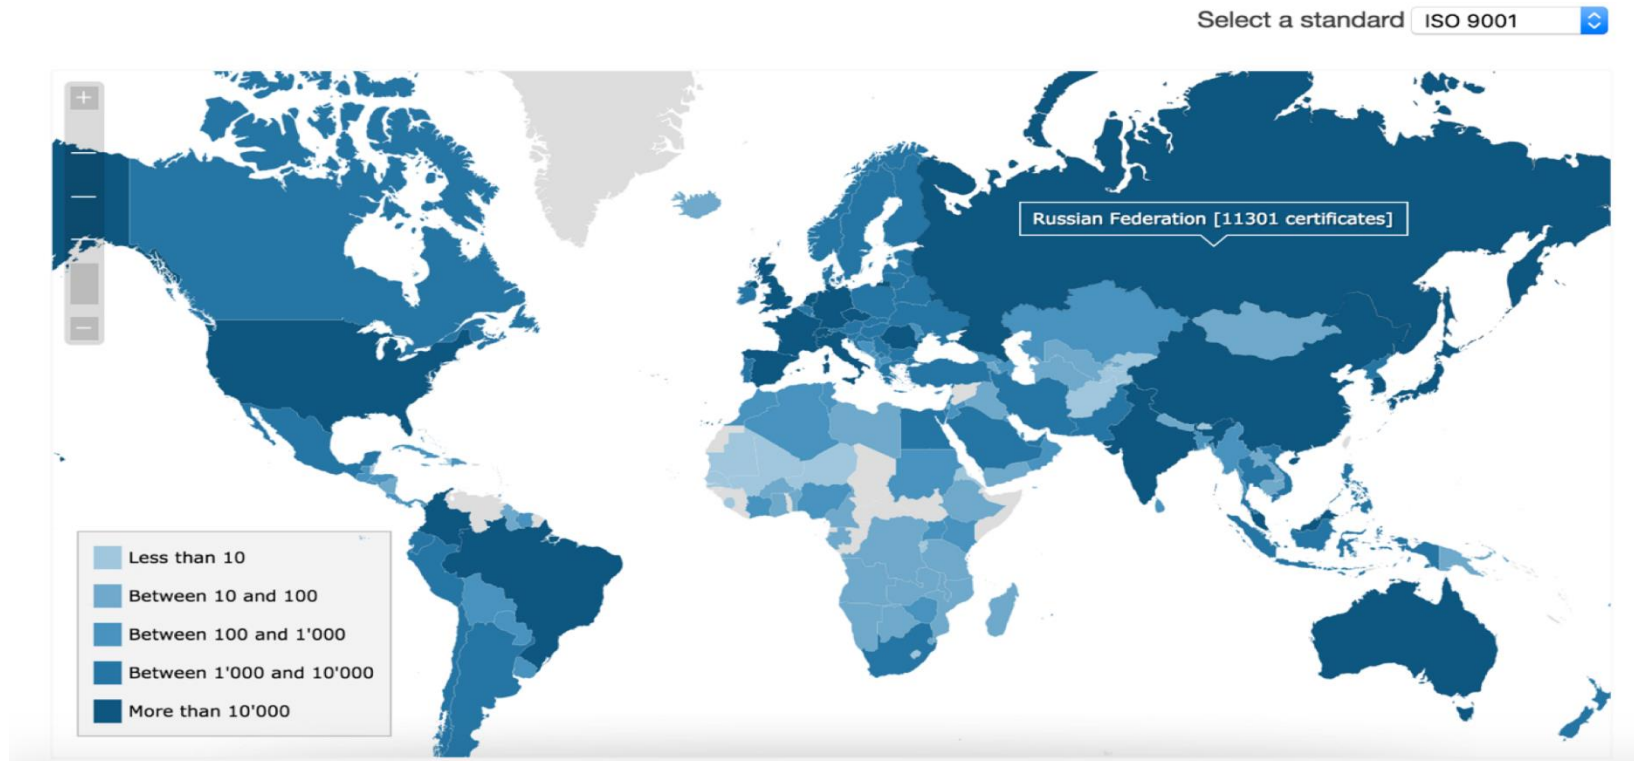 Select a standard ISO 9001
+
Russian Federation [11301 certificates]
−
Less than 10
Between 10 and 100
Between 100 and 1'000
Between 1'000 and 10'000
More than 10'000